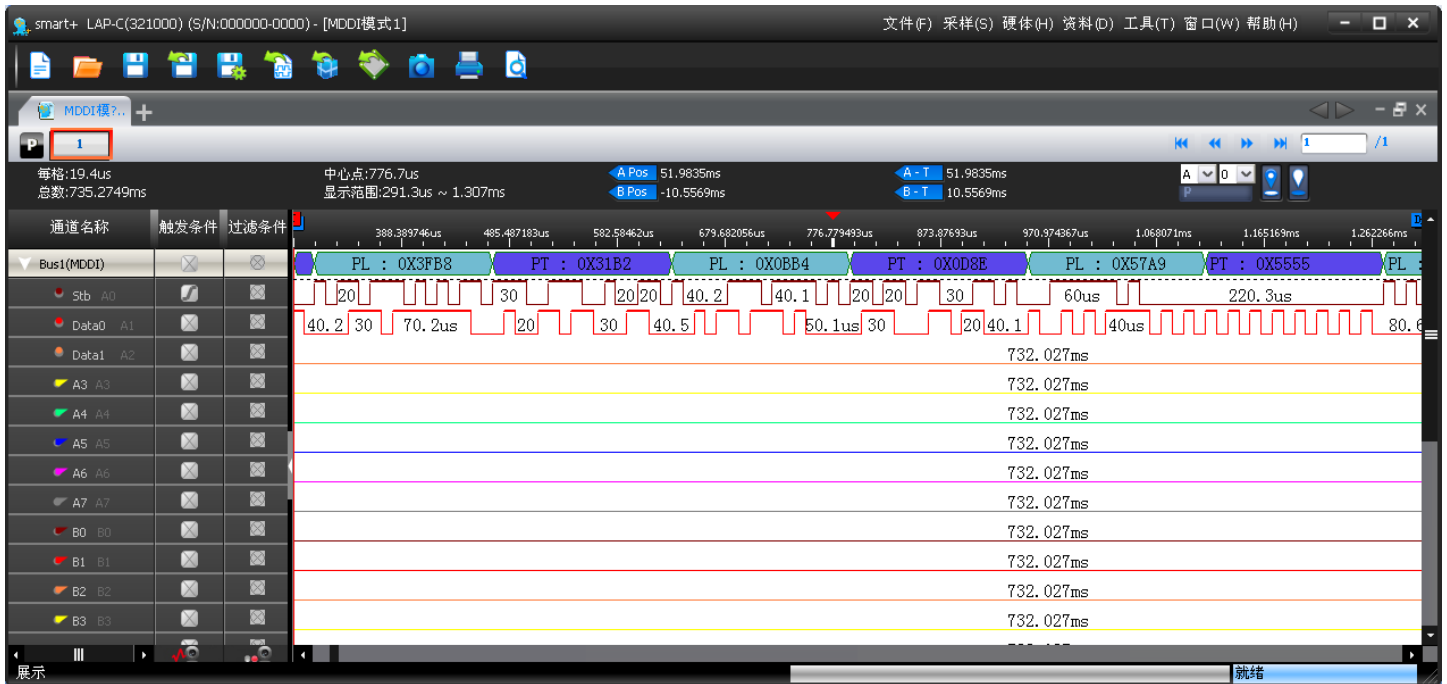 smart+ LAP-C(321000) (S/N:000000-0000) - [MDDI模式1] 文件(F) 采样(S) 硬体(H) 资料(D) 工具(T) 窗口(W) 帮助(H)
MDDI模?..
P 1 1 /1
每格:19.4us 中心点:776.7us A Pos 51.9835ms A - T 51.9835ms A 0
总数:735.2749ms 显示范围:291.3us ~ 1.307ms B Pos -10.5569ms B - T 10.5569ms P
通道名称 触发条件 过滤条件 388.389746us 485.487183us 582.58462us 679.682056us 776.779493us 873.87693us 970.974367us 1.068071ms 1.165169ms 1.262266ms
Bus1(MDDI) PL : 0X3FB8 PT : 0X31B2 PL : 0X0BB4 PT : 0X0D8E PL : 0X57A9 PT : 0X5555 PL :
Stb A0 20 30 20 20 40.2 40.1 20 20 30 60us 220.3us
Data0 A1 40.2 30 70.2us 20 30 40.5 50.1us 30 20 40.1 40us 80.6
Data1 A2 732.027ms
A3 A3 732.027ms
A4 A4 732.027ms
A5 A5 732.027ms
A6 A6 732.027ms
A7 A7 732.027ms
B0 B0 732.027ms
B1 B1 732.027ms
B2 B2 732.027ms
B3 B3 732.027ms
展示 就绪